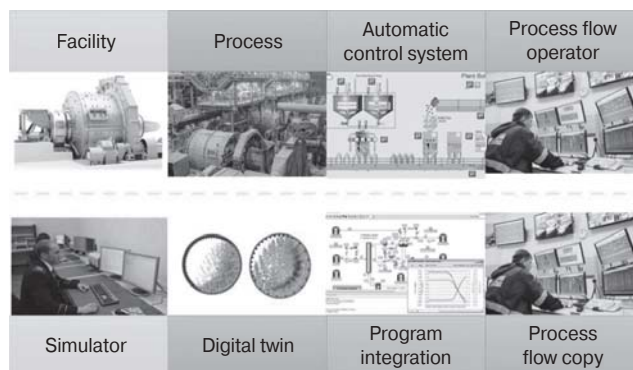 Facility
Process
Automatic
control system
Process flow
operator
Simulator
Digital twin
Program
integration
Process
flow copy